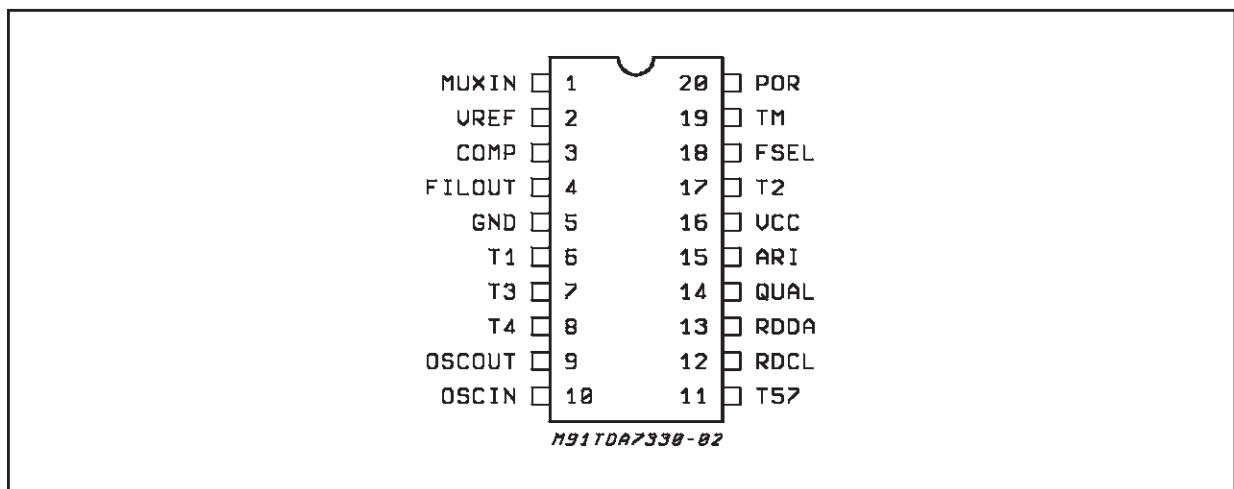 MUXIN 1 20 POR
VREF 2 19 TM
COMP 3 18 FSEL
FILOUT 4 17 T2
GND 5 16 VCC
T1 6 15 ARI
T3 7 14 QUAL
T4 8 13 RDDA
OSCOUT 9 12 RDCL
OSCIN 10 11 T57
M91TDA7330-02